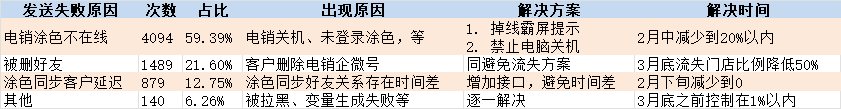 发送失败原因 次数 占比 出现原因 解决方案 解决时间
电销涂色不在线 4094 59.39% 电销关机、未登录涂色，等 1. 掉线霸屏提示 2月中减少到20%以内
2. 禁止电脑关机
被删好友 1489 21.60% 客户删除电销企微号 同避免流失方案 3月底流失门店比例降低50%
涂色同步客户延迟 879 12.75% 涂色同步好友关系存在时间差 增加接口，避免时间差 2月下旬减少到0
其他 140 6.26% 被拉黑、变量生成失败等 逐一解决 3月底之前控制在1%以内